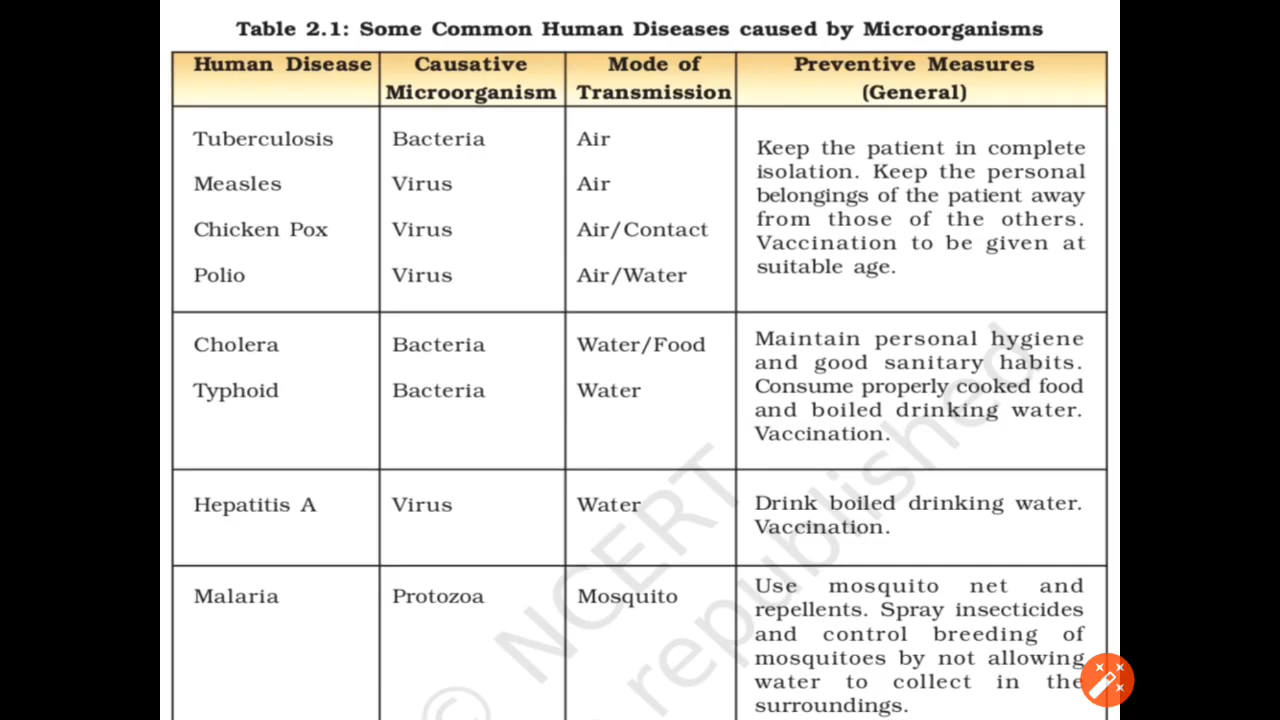 Table 2.1: Some Common Human Diseases caused by Microorganisms
Human Disease
Causative
Microorganism
Mode of
Transmission
Preventive Measures
(General)
Tuberculosis Bacteria Air
Measles Virus Air
Chicken Pox Virus Air/Contact
Polio Virus Air/Water
Keep the patient in complete
isolation. Keep the personal
belongings of the patient away
from those of the others.
Vaccination to be given at
suitable age.
Cholera Bacteria Water/Food
Typhoid Bacteria Water
Maintain personal hygiene
and good sanitary habits.
Consume properly cooked food
and boiled drinking water.
Vaccination.
Hepatitis A Virus Water
Drink boiled drinking water.
Vaccination.
Malaria Protozoa Mosquito
Use mosquito net and
repellents. Spray insecticides
and control breeding of
mosquitoes by not allowing
water to collect in the
surroundings.
© NCERT
republished